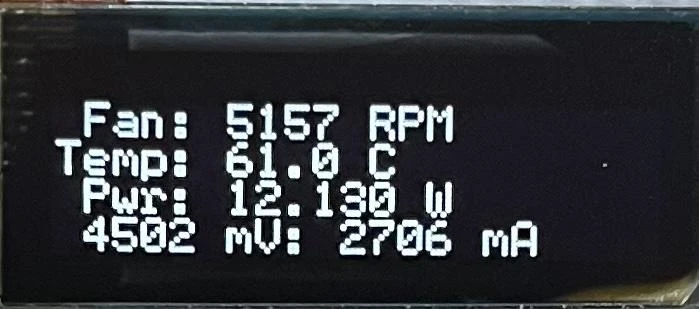 Fan: 5157 RPM
Temp: 61.0 C
Pwr: 12.130 W
4502 mV: 2706 mA